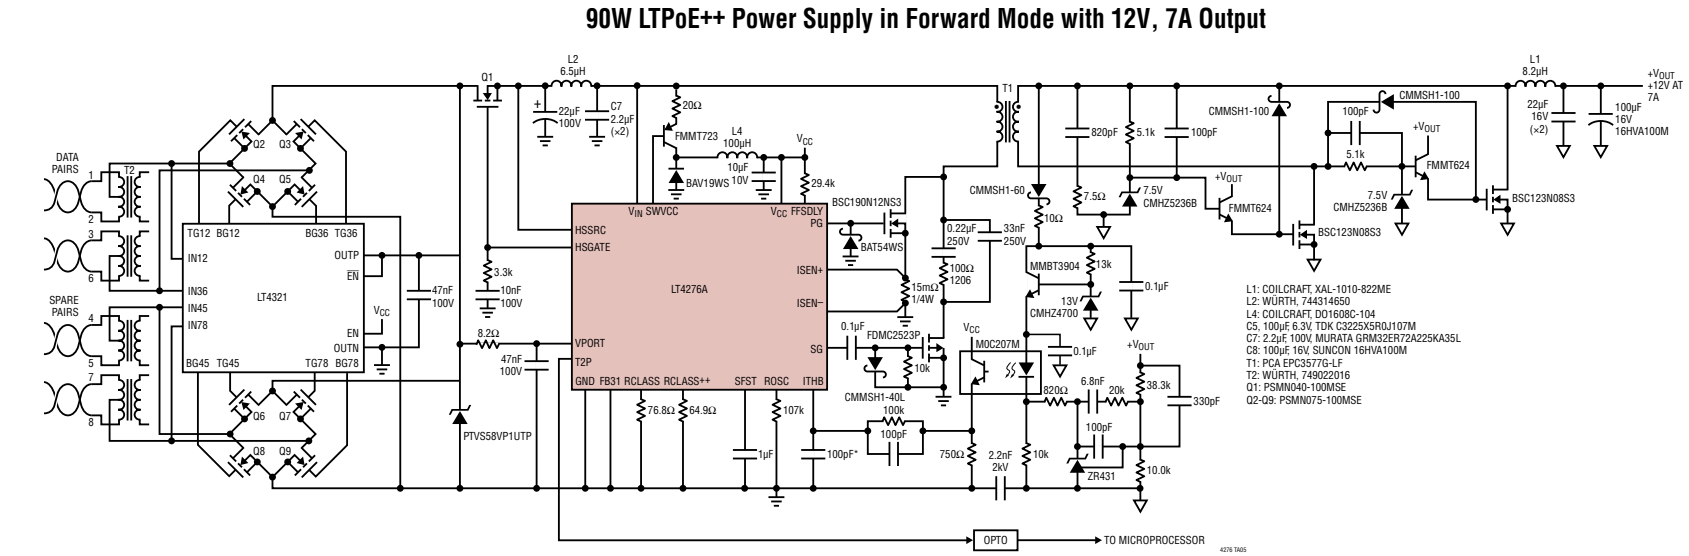 90W LTPoE++ Power Supply in Forward Mode with 12V, 7A Output
DATA
PAIRS
1
T2
2
3
6
SPARE
PAIRS
4
5
7
8
Q2
Q3
Q4
Q5
TG12 BG12
BG36 TG36
IN12
IN36
IN45
IN78
LT4321
OUTP
EN
VCC
EN
OUTN
BG45 TG45
TG78 BG78
Q6
Q7
Q8
Q9
47nF
100V
PTVS58VP1UTP
Q1
3.3k
10nF
100V
8.2Ω
47nF
100V
L2
6.5µH
+
22µF
100V
C7
2.2µF
(×2)
20Ω
FMMT723
BAV19WS
L4
100µH
10µF
10V
VCC
29.4k
VIN SWVCC
VCC FFSDLY
HSSRC
HSGATE
PG
ISEN+
LT4276A
ISEN–
VPORT
T2P
SG
GND FB31 RCLASS RCLASS++ SFST ROSC ITHB
76.8Ω
64.9Ω
1µF
107k
100pF*
BSC190N12NS3
BAT54WS
15mΩ
1/4W
0.22µF
250V
33nF
250V
100Ω
1206
0.1µF
FDMC2523P
10k
CMMSH1-40L
100k
100pF
VCC
MOC207M
750Ω
2.2nF
2kV
T1
CMMSH1-60
10Ω
MMBT3904
13k
13V
CMHZ4700
0.1µF
0.1µF
+VOUT
820Ω
6.8nF
20k
38.3k
330pF
100pF
10k
ZR431
10.0k
820pF
5.1k
100pF
7.5Ω
7.5V
CMHZ5236B
CMMSH1-100
+VOUT
FMMT624
BSC123N08S3
CMMSH1-100
100pF
5.1k
+VOUT
FMMT624
7.5V
CMHZ5236B
BSC123N08S3
L1
8.2µH
22µF
16V
(×2)
+
100µF
16V
16HVA100M
+VOUT
+12V AT
7A
L1: COILCRAFT, XAL-1010-822ME
L2: WÜRTH, 744314650
L4: COILCRAFT, DO1608C-104
C5, 100µF, 6.3V, TDK C3225X5R0J107M
C7: 2.2µF, 100V, MURATA GRM32ER72A225KA35L
C8: 100µF, 16V, SUNCON 16HVA100M
T1: PCA EPC3577G-LF
T2: WÜRTH, 749022016
Q1: PSMN040-100MSE
Q2-Q9: PSMN075-100MSE
OPTO
TO MICROPROCESSOR
4276 TA05